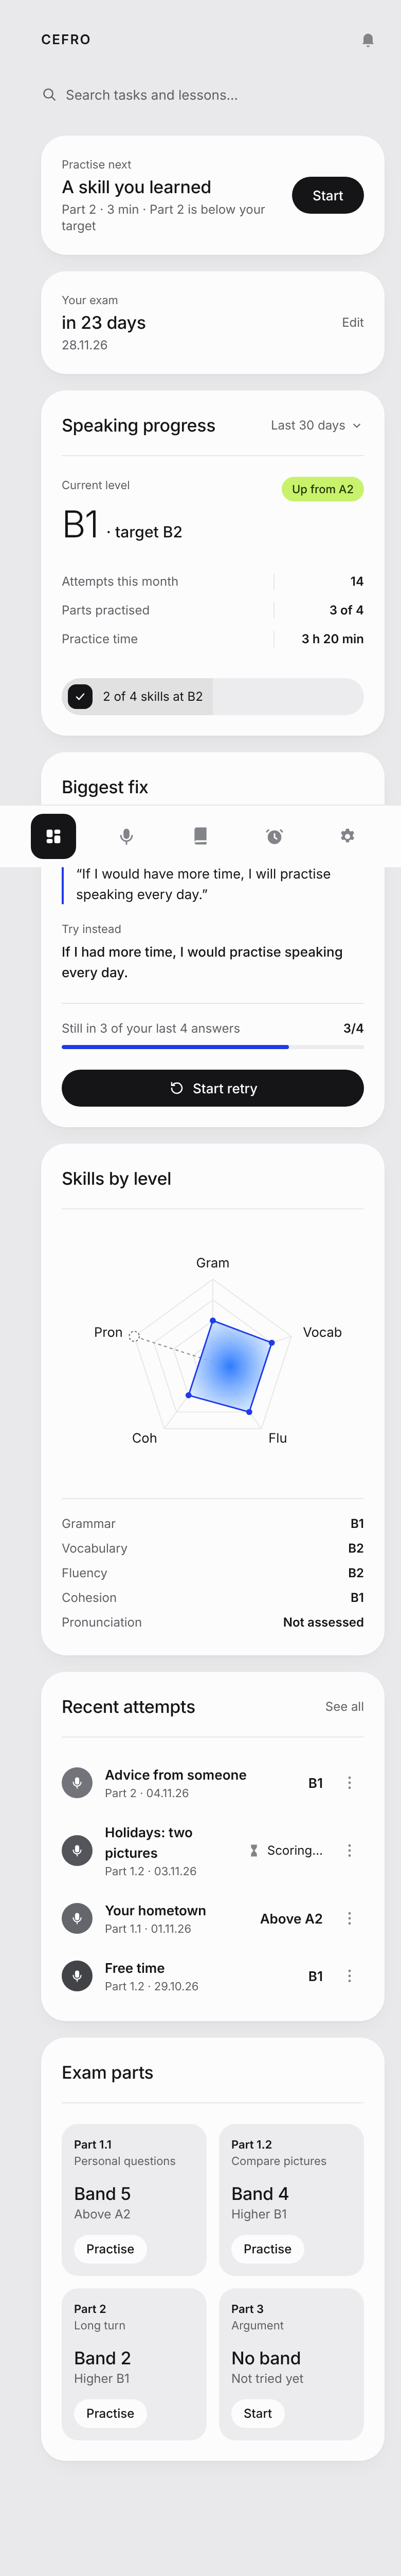 CEFRO
Search tasks and lessons...
Practise next
A skill you learned
Part 2 · 3 min · Part 2 is below your
target
Start
Your exam
in 23 days
28.11.26
Edit
Speaking progress
Last 30 days
Current level
Up from A2
B1 · target B2
Attempts this month 14
Parts practised 3 of 4
Practice time 3 h 20 min
2 of 4 skills at B2
Biggest fix
“If I would have more time, I will practise
speaking every day.”
Try instead
If I had more time, I would practise speaking
every day.
Still in 3 of your last 4 answers 3/4
Start retry
Skills by level
Gram
Pron
Vocab
Coh
Flu
Grammar B1
Vocabulary B2
Fluency B2
Cohesion B1
Pronunciation Not assessed
Recent attempts
See all
Advice from someone
Part 2 · 04.11.26
B1
Holidays: two
pictures
Part 1.2 · 03.11.26
Scoring...
Your hometown
Part 1.1 · 01.11.26
Above A2
Free time
Part 1.2 · 29.10.26
B1
Exam parts
Part 1.1
Personal questions
Band 5
Above A2
Practise
Part 1.2
Compare pictures
Band 4
Higher B1
Practise
Part 2
Long turn
Band 2
Higher B1
Practise
Part 3
Argument
No band
Not tried yet
Start